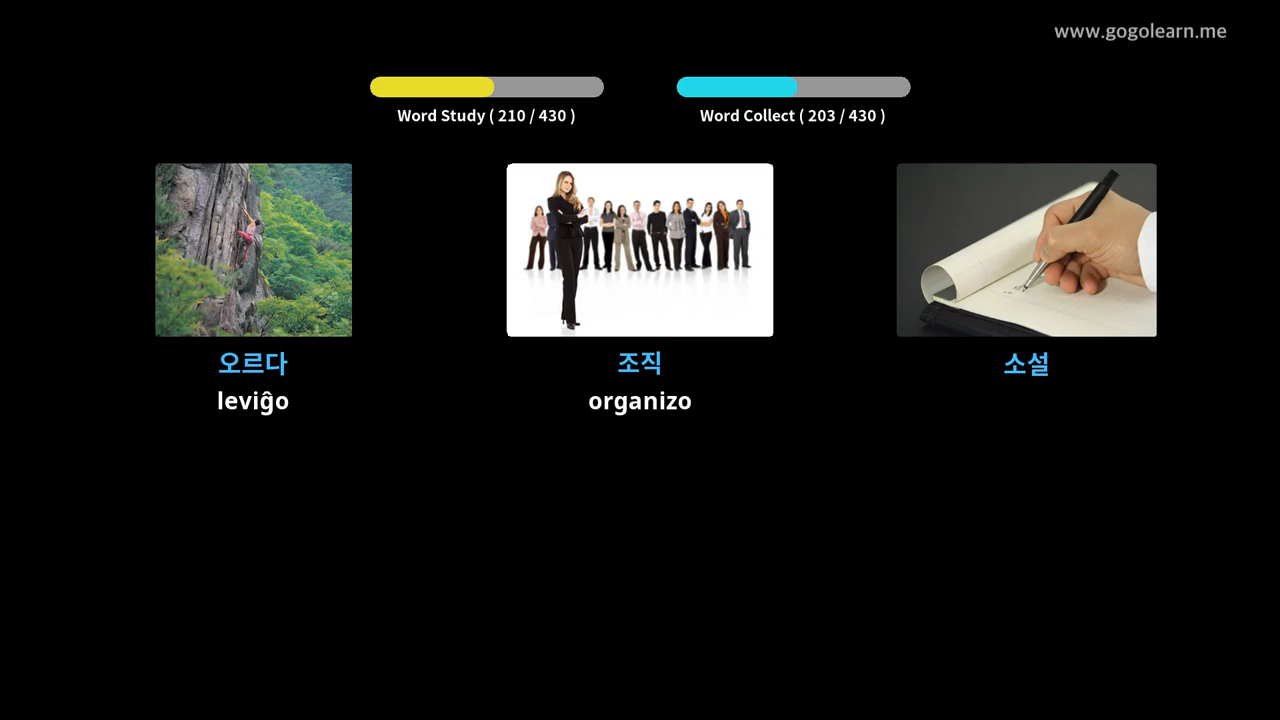 www.gogolearn.me
Word Study ( 210 / 430 )
Word Collect ( 203 / 430 )
오르다
조직
소설
leviĝo
organizo